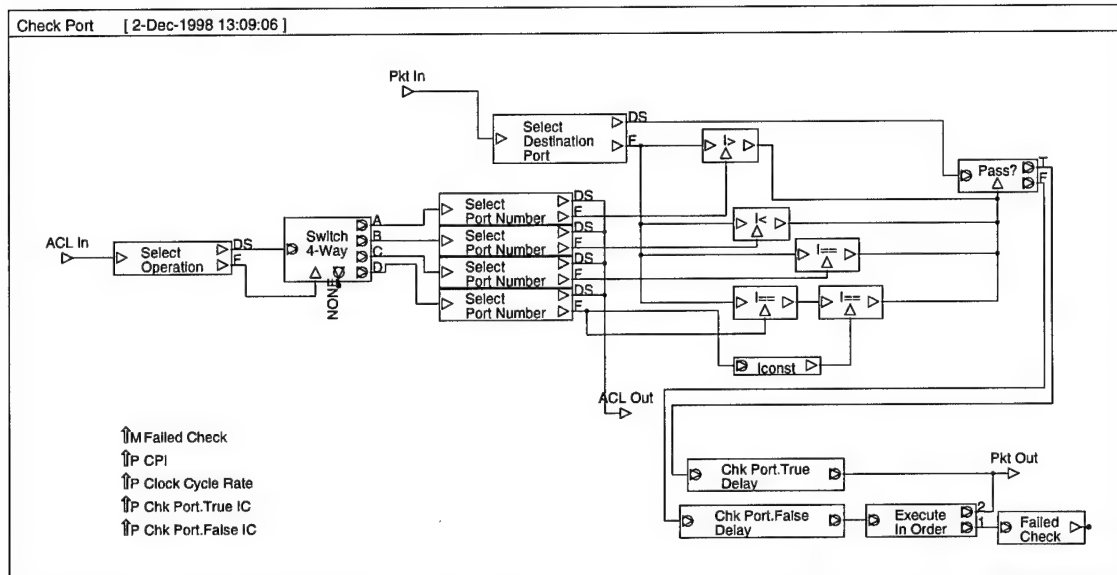 Check Port [ 2-Dec-1998 13:09:06 ]
Pkt In
Select
Destination
Port
DS
F
I>
Pass?
T
F
ACL In
Select
Operation
DS
F
Switch
4-Way
A
B
C
D
NONE
Select
Port Number
DS
F
Select
Port Number
DS
F
Select
Port Number
DS
F
Select
Port Number
DS
F
I<
I==
I==
I==
Iconst
ACL Out
⇑M Failed Check
⇑P CPI
⇑P Clock Cycle Rate
⇑P Chk Port.True IC
⇑P Chk Port.False IC
Chk Port.True
Delay
Pkt Out
Chk Port.False
Delay
Execute
In Order
2
1
Failed
Check